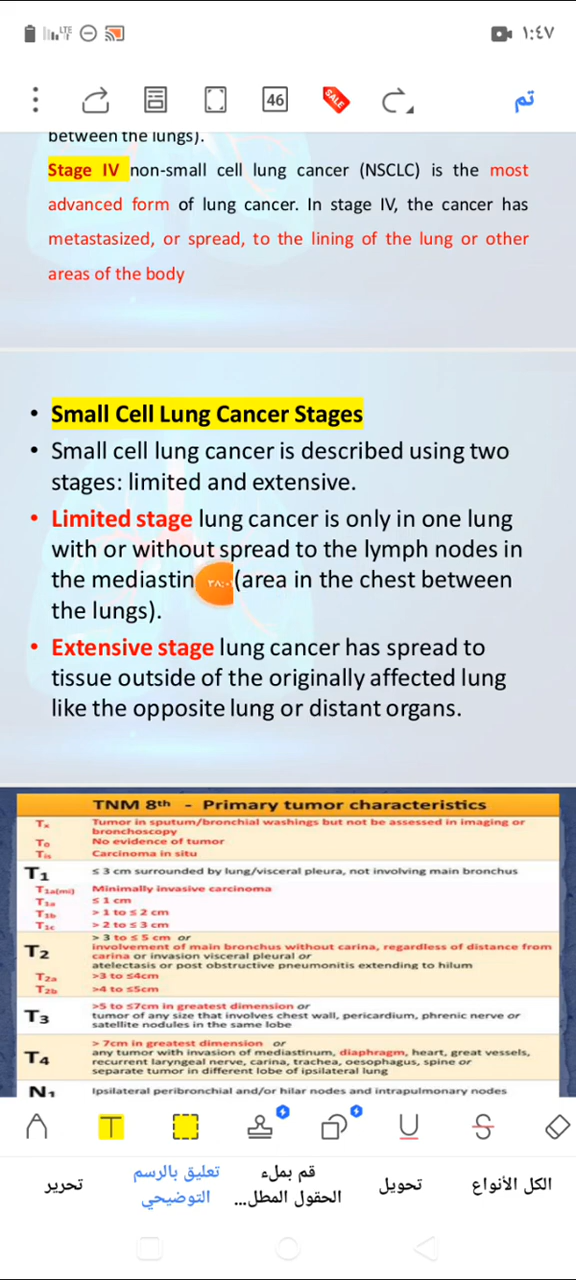 LTE
١:٤٧
46
SALE
تم
between the lungs).
Stage IV non-small cell lung cancer (NSCLC) is the most
advanced form of lung cancer. In stage IV, the cancer has
metastasized, or spread, to the lining of the lung or other
areas of the body
• Small Cell Lung Cancer Stages
• Small cell lung cancer is described using two
stages: limited and extensive.
• Limited stage lung cancer is only in one lung
with or without spread to the lymph nodes in
the mediastin (area in the chest between
the lungs).
• Extensive stage lung cancer has spread to
tissue outside of the originally affected lung
like the opposite lung or distant organs.
TNM 8th - Primary tumor characteristics
Tx Tumor in sputum/bronchial washings but not be assessed in imaging or
bronchoscopy
To No evidence of tumor
Tis Carcinoma in situ
T1 ≤ 3 cm surrounded by lung/visceral pleura, not involving main bronchus
T1a(mi) Minimally invasive carcinoma
T1a ≤ 1 cm
T1b > 1 to ≤ 2 cm
T1c > 2 to ≤ 3 cm
T2 > 3 to ≤ 5 cm or
involvement of main bronchus without carina, regardless of distance from
carina or invasion visceral pleural or
atelectasis or post obstructive pneumonitis extending to hilum
T2a >3 to ≤4cm
T2b >4 to ≤5cm
T3 >5 to ≤7cm in greatest dimension or
tumor of any size that involves chest wall, pericardium, phrenic nerve or
satellite nodules in the same lobe
T4 > 7cm in greatest dimension or
any tumor with invasion of mediastinum, diaphragm, heart, great vessels,
recurrent laryngeal nerve, carina, trachea, oesophagus, spine or
separate tumor in different lobe of ipsilateral lung
N1 Ipsilateral peribronchial and/or hilar nodes and intrapulmonary nodes
T
U
S
الكل الأنواع
تحويل
قم بملء
الحقول المطل...
تعليق بالرسم
التوضيحي
تحرير